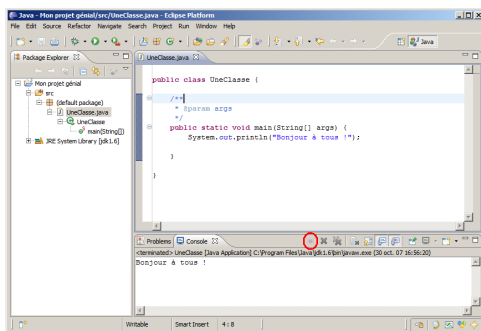 Java - Mon projet génial/src/UneClasse.java - Eclipse Platform
File Edit Source Refactor Navigate Search Project Run Window Help
Java
Package Explorer
Mon projet génial
src
(default package)
UneClasse.java
UneClasse
main(String[])
JRE System Library [jdk1.6]
UneClasse.java
public class UneClasse {
/**
* @param args
*/
public static void main(String[] args) {
System.out.println("Bonjour à tous !");
}
}
Problems Console
<terminated> UneClasse [Java Application] C:\Program Files\Java\jdk1.6\bin\javaw.exe (30 oct. 07 16:56:20)
Bonjour à tous !
Writable Smart Insert 4 : 8